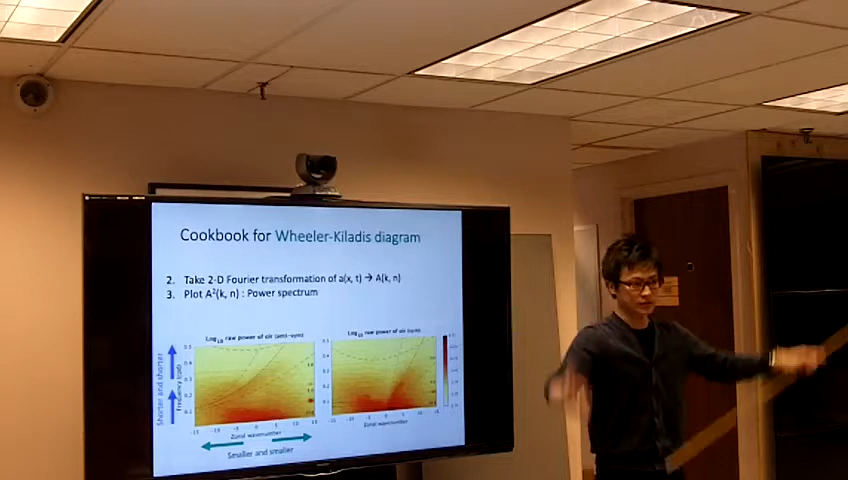 Cookbook for Wheeler-Kiladis diagram
2. Take 2-D Fourier transformation of a(x, t) → A(k, n)
3. Plot A²(k, n) : Power spectrum
Log₁₀ raw power of olr (anti-sym)
Log₁₀ raw power of olr (sym)
Shorter and shorter
Frequency (cpd)
Zonal wavenumber
Zonal wavenumber
Smaller and smaller